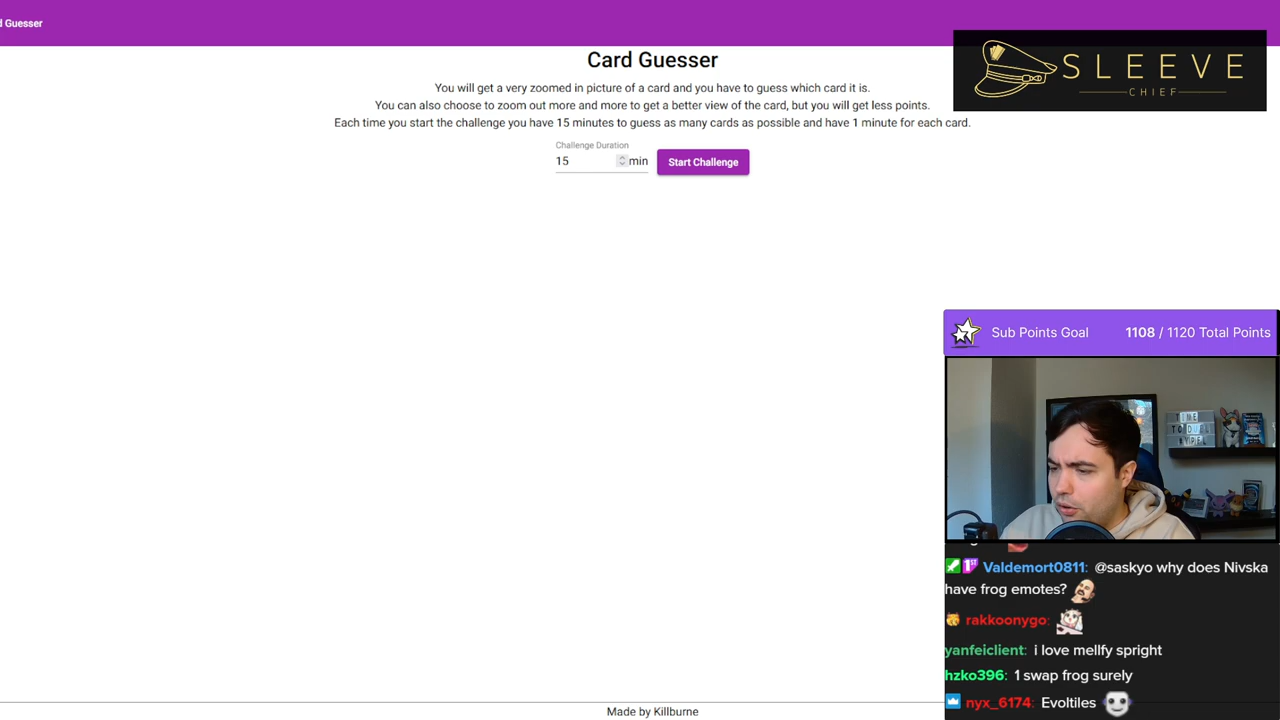 d Guesser
Card Guesser
You will get a very zoomed in picture of a card and you have to guess which card it is.
You can also choose to zoom out more and more to get a better view of the card, but you will get less points.
Each time you start the challenge you have 15 minutes to guess as many cards as possible and have 1 minute for each card.
Challenge Duration
15 min
Start Challenge
SLEEVE
CHIEF
Sub Points Goal 1108 / 1120 Total Points
TIME
Valdemort0811: @saskyo why does Nivska
have frog emotes?
rakkoonygo:
yanfeiclient: i love mellfy spright
hzko396: 1 swap frog surely
nyx_6174: Evoltiles
Made by Killburne